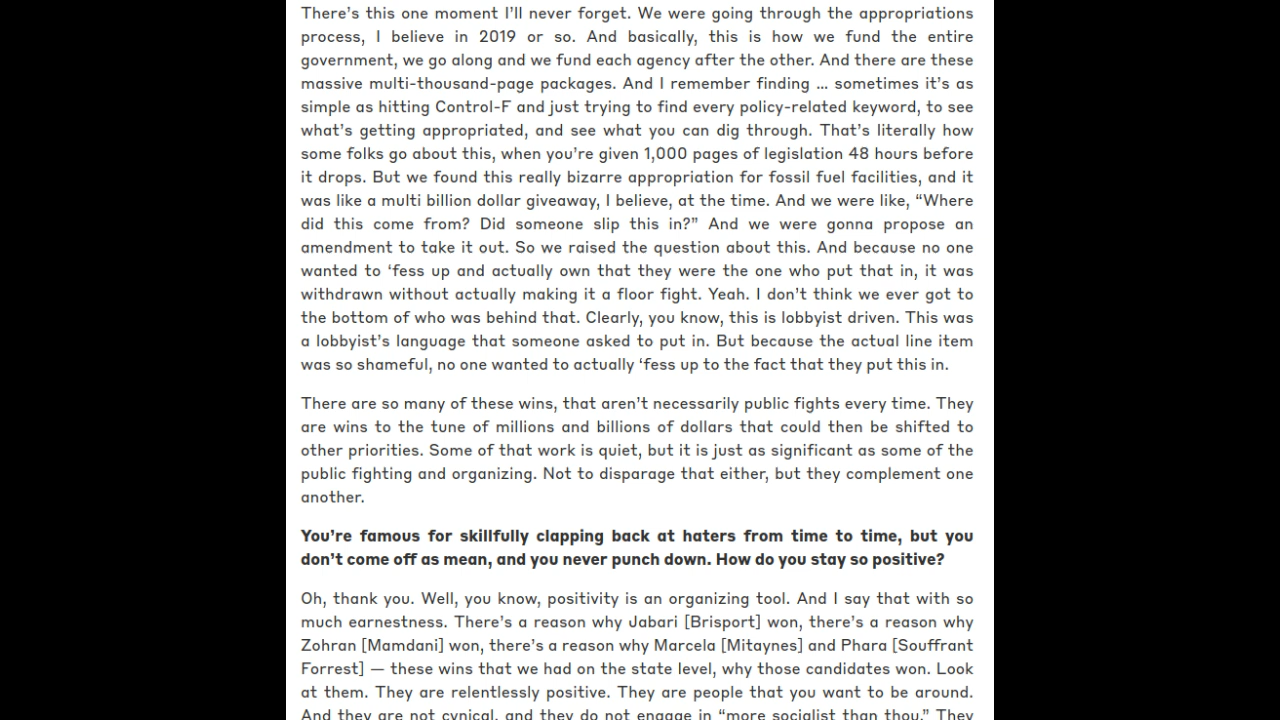 There’s this one moment I’ll never forget. We were going through the appropriations
process, I believe in 2019 or so. And basically, this is how we fund the entire
government, we go along and we fund each agency after the other. And there are these
massive multi-thousand-page packages. And I remember finding … sometimes it’s as
simple as hitting Control-F and just trying to find every policy-related keyword, to see
what’s getting appropriated, and see what you can dig through. That’s literally how
some folks go about this, when you’re given 1,000 pages of legislation 48 hours before
it drops. But we found this really bizarre appropriation for fossil fuel facilities, and it
was like a multi billion dollar giveaway, I believe, at the time. And we were like, “Where
did this come from? Did someone slip this in?” And we were gonna propose an
amendment to take it out. So we raised the question about this. And because no one
wanted to ‘fess up and actually own that they were the one who put that in, it was
withdrawn without actually making it a floor fight. Yeah. I don’t think we ever got to
the bottom of who was behind that. Clearly, you know, this is lobbyist driven. This was
a lobbyist’s language that someone asked to put in. But because the actual line item
was so shameful, no one wanted to actually ‘fess up to the fact that they put this in.
There are so many of these wins, that aren’t necessarily public fights every time. They
are wins to the tune of millions and billions of dollars that could then be shifted to
other priorities. Some of that work is quiet, but it is just as significant as some of the
public fighting and organizing. Not to disparage that either, but they complement one
another.
You’re famous for skillfully clapping back at haters from time to time, but you
don’t come off as mean, and you never punch down. How do you stay so positive?
Oh, thank you. Well, you know, positivity is an organizing tool. And I say that with so
much earnestness. There’s a reason why Jabari [Brisport] won, there’s a reason why
Zohran [Mamdani] won, there’s a reason why Marcela [Mitaynes] and Phara [Souffrant
Forrest] — these wins that we had on the state level, why those candidates won. Look
at them. They are relentlessly positive. They are people that you want to be around.
And they are not cynical, and they do not engage in “more socialist than thou.” They